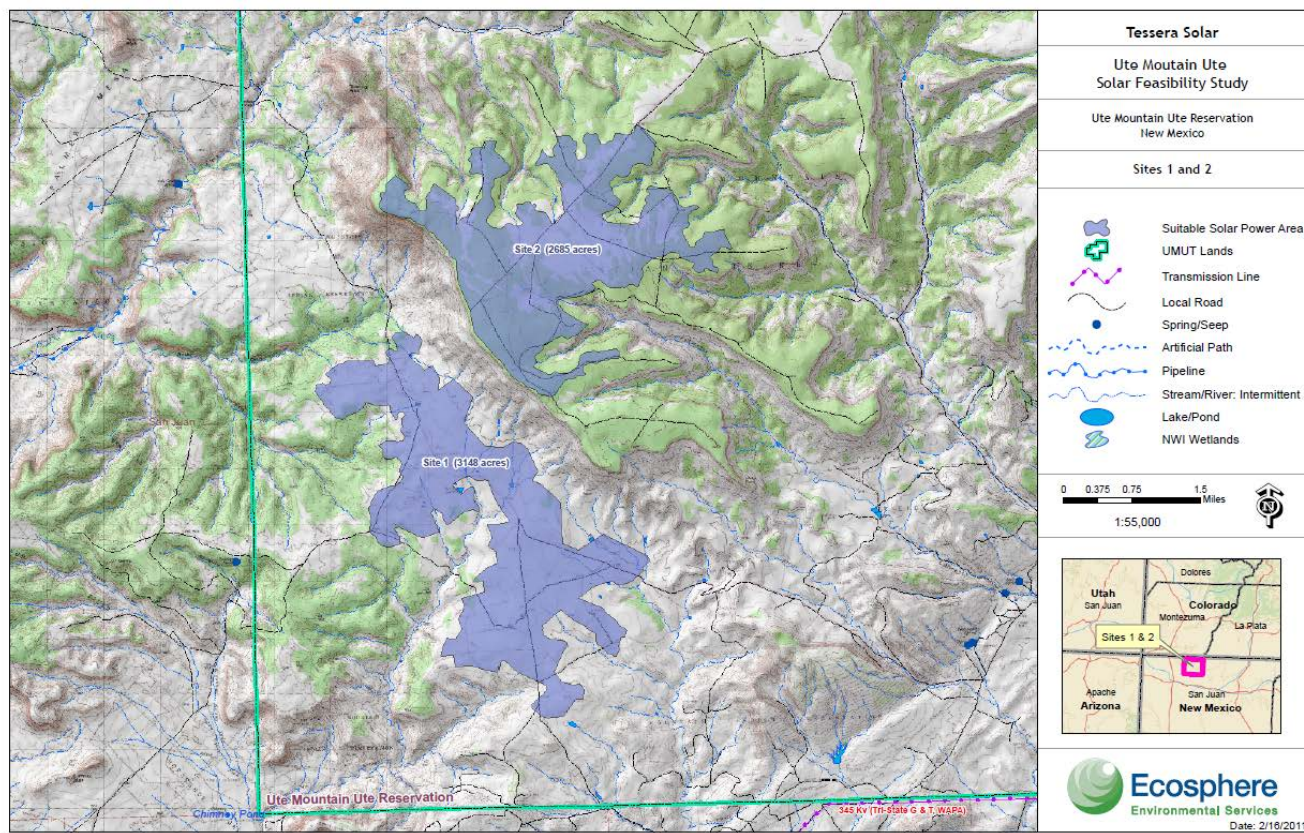 Tessera Solar
Ute Moutain Ute
Solar Feasibility Study
Ute Mountain Ute Reservation
New Mexico
Sites 1 and 2
Suitable Solar Power Area
UMUT Lands
Transmission Line
Local Road
Spring/Seep
Artificial Path
Pipeline
Stream/River: Intermittent
Lake/Pond
NWI Wetlands
0 0.375 0.75 1.5
Miles
N
1:55,000
Dolores
Utah
San Juan
Colorado
Montezuma
La Plata
Sites 1 & 2
Apache
Arizona
San Juan
New Mexico
Ecosphere
Environmental Services
Site 2 (2685 acres)
San Juan
Site 1 (3148 acres)
Ute Mountain Ute Reservation
Chimney Pond
345 Kv (Tri-State G & T, WAPA)